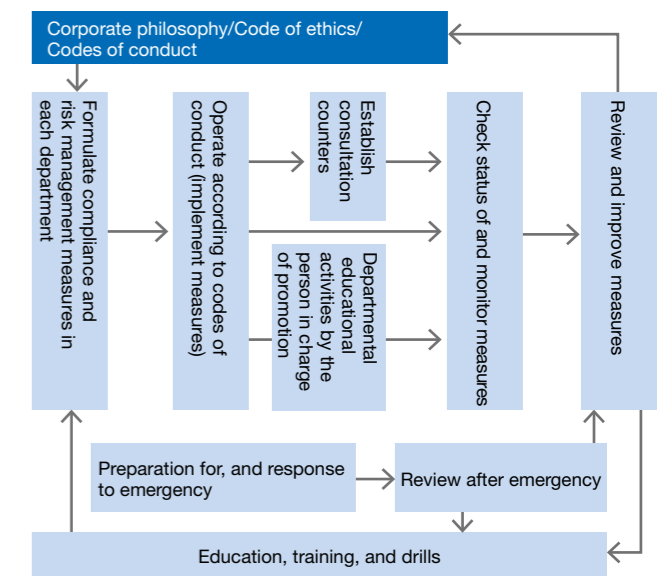 Corporate philosophy/Code of ethics/
Codes of conduct
Formulate compliance and
risk management measures in
each department
Operate according to codes of
conduct (implement measures)
Establish
consultation
counters
Departmental
educational
activities by the
person in charge
of promotion
Check status of and monitor measures
Review and improve measures
Preparation for, and response
to emergency
Review after emergency
Education, training, and drills